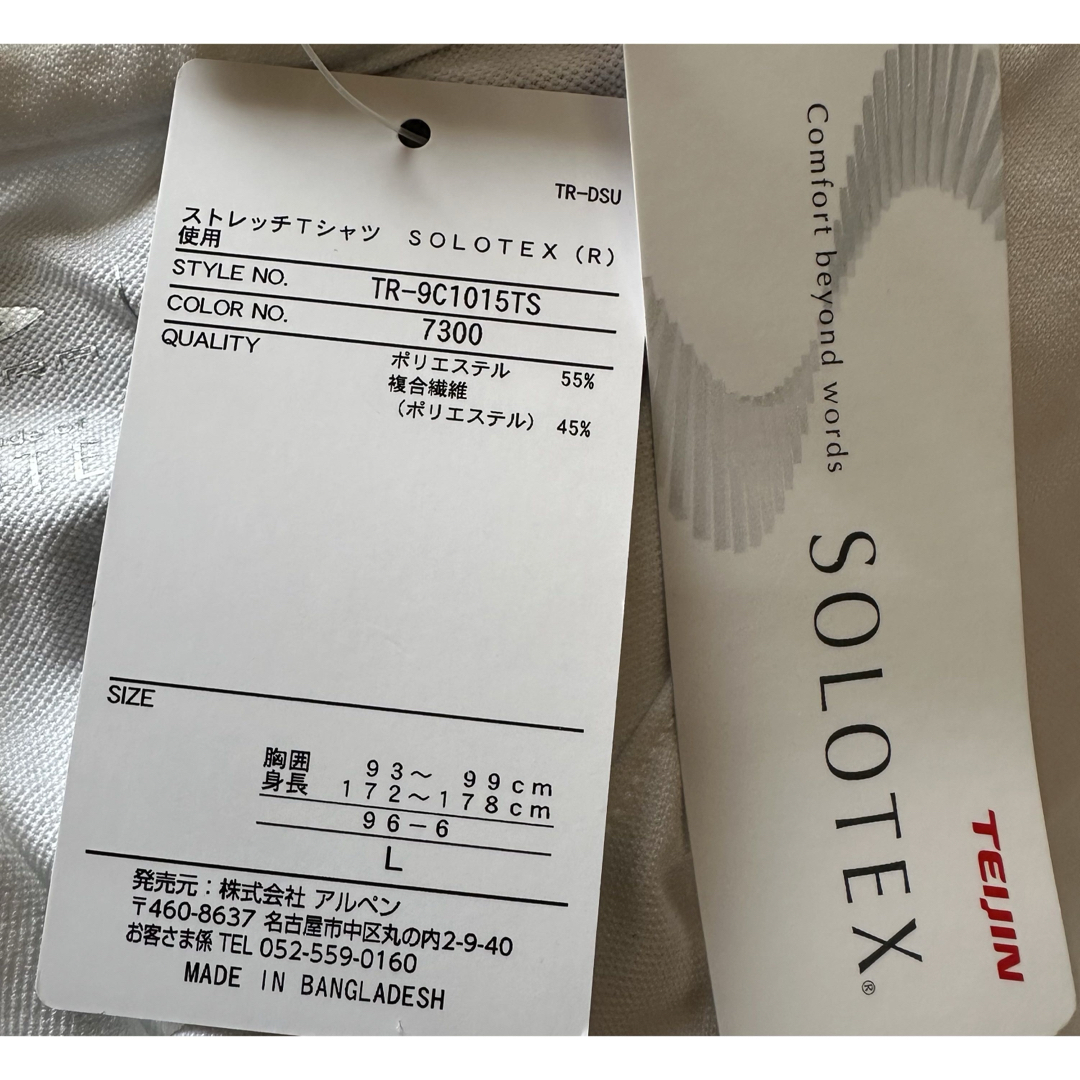 TR-DSU
ストレッチTシャツ　SOLOTEX(R)
使用
STYLE NO. TR-9C1015TS
COLOR NO. 7300
QUALITY ポリエステル 55%
複合繊維
(ポリエステル) 45%
SIZE
胸囲 93～ 99cm
身長 172～178cm
96-6
L
発売元：株式会社 アルペン
〒460-8637 名古屋市中区丸の内2-9-40
お客さま係 TEL 052-559-0160
MADE IN BANGLADESH
Comfort beyond words
SOLOTEX®
TEIJIN